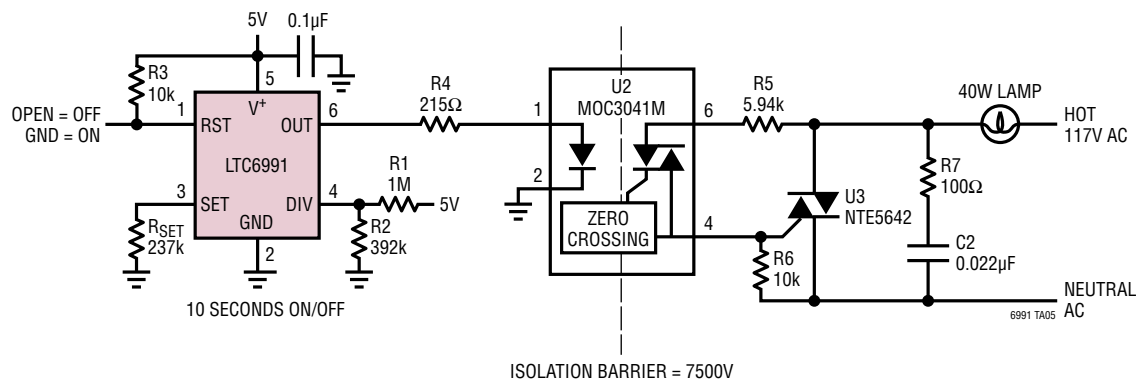 5V
0.1µF
R3
10k
OPEN = OFF
GND = ON
1
5
V+
RST
OUT
6
LTC6991
3
SET
DIV
4
GND
2
RSET
237k
R1
1M
5V
R2
392k
10 SECONDS ON/OFF
R4
215Ω
U2
MOC3041M
1
2
6
4
ZERO
CROSSING
R5
5.94k
R6
10k
U3
NTE5642
R7
100Ω
C2
0.022µF
40W LAMP
HOT
117V AC
NEUTRAL
AC
6991 TA05
ISOLATION BARRIER = 7500V